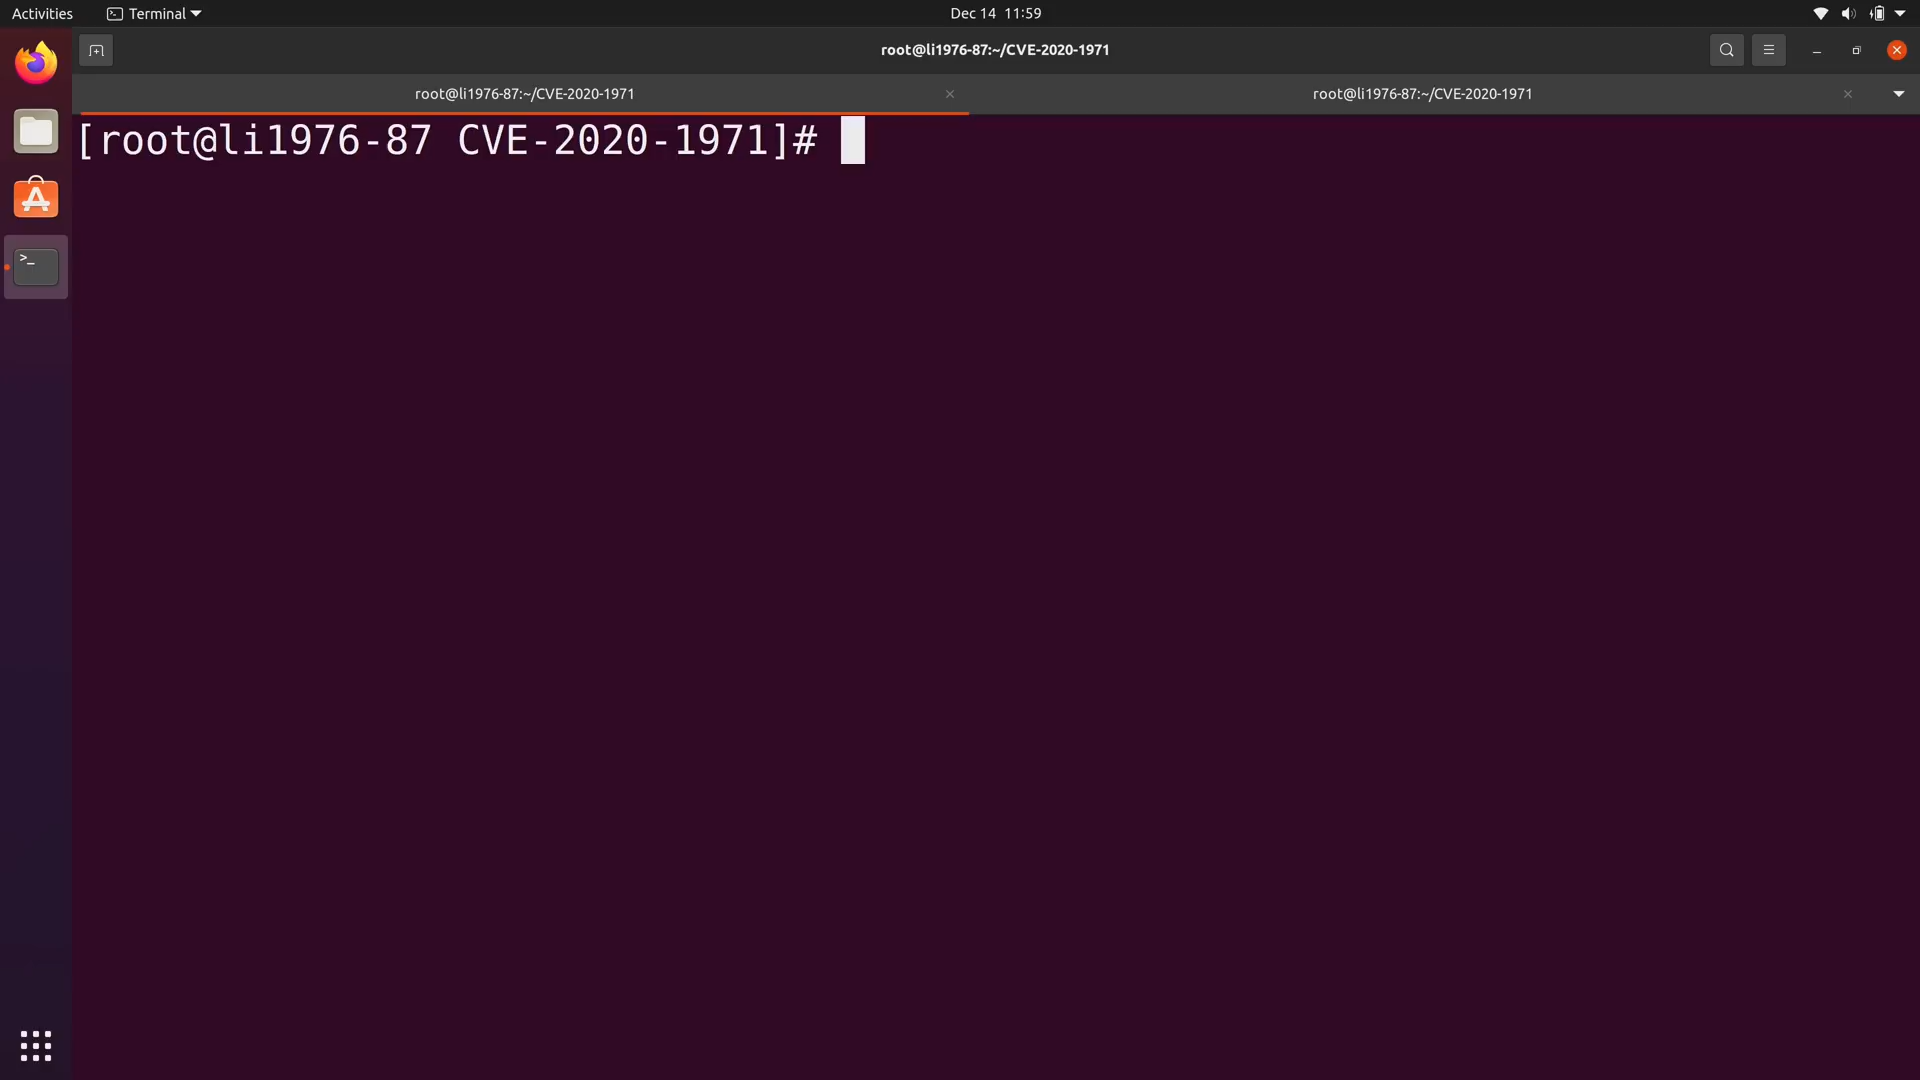 Activities
Terminal
Dec 14 11:59
root@li1976-87:~/CVE-2020-1971
root@li1976-87:~/CVE-2020-1971
root@li1976-87:~/CVE-2020-1971
[root@li1976-87 CVE-2020-1971]#